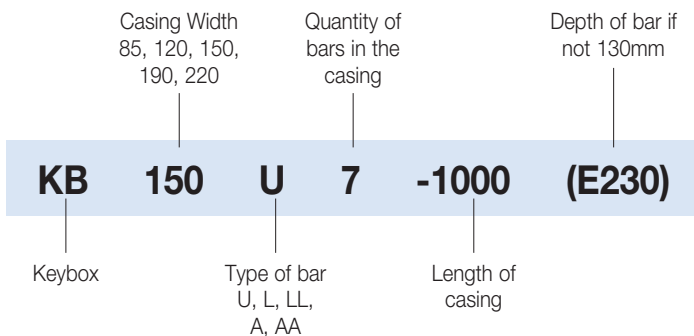 Casing Width
85, 120, 150,
190, 220
Quantity of
bars in the
casing
Depth of bar if
not 130mm
KB 150 U 7 -1000 (E230)
Keybox
Type of bar
U, L, LL,
A, AA
Length of
casing